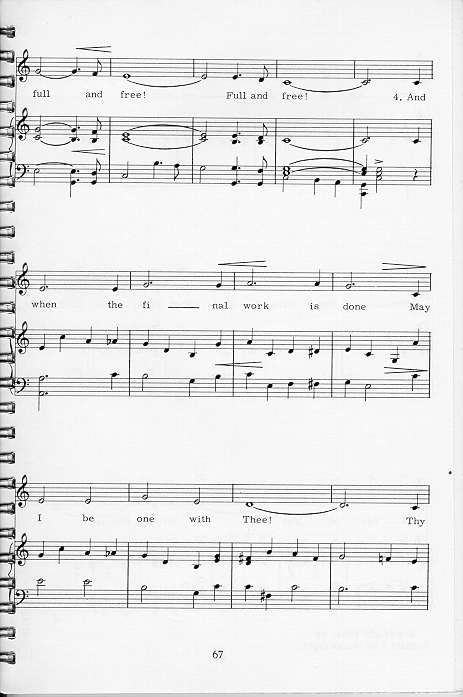 full and free! Full and free! 4. And
when the fi ___ nal work is done May
I be one with Thee! Thy
67